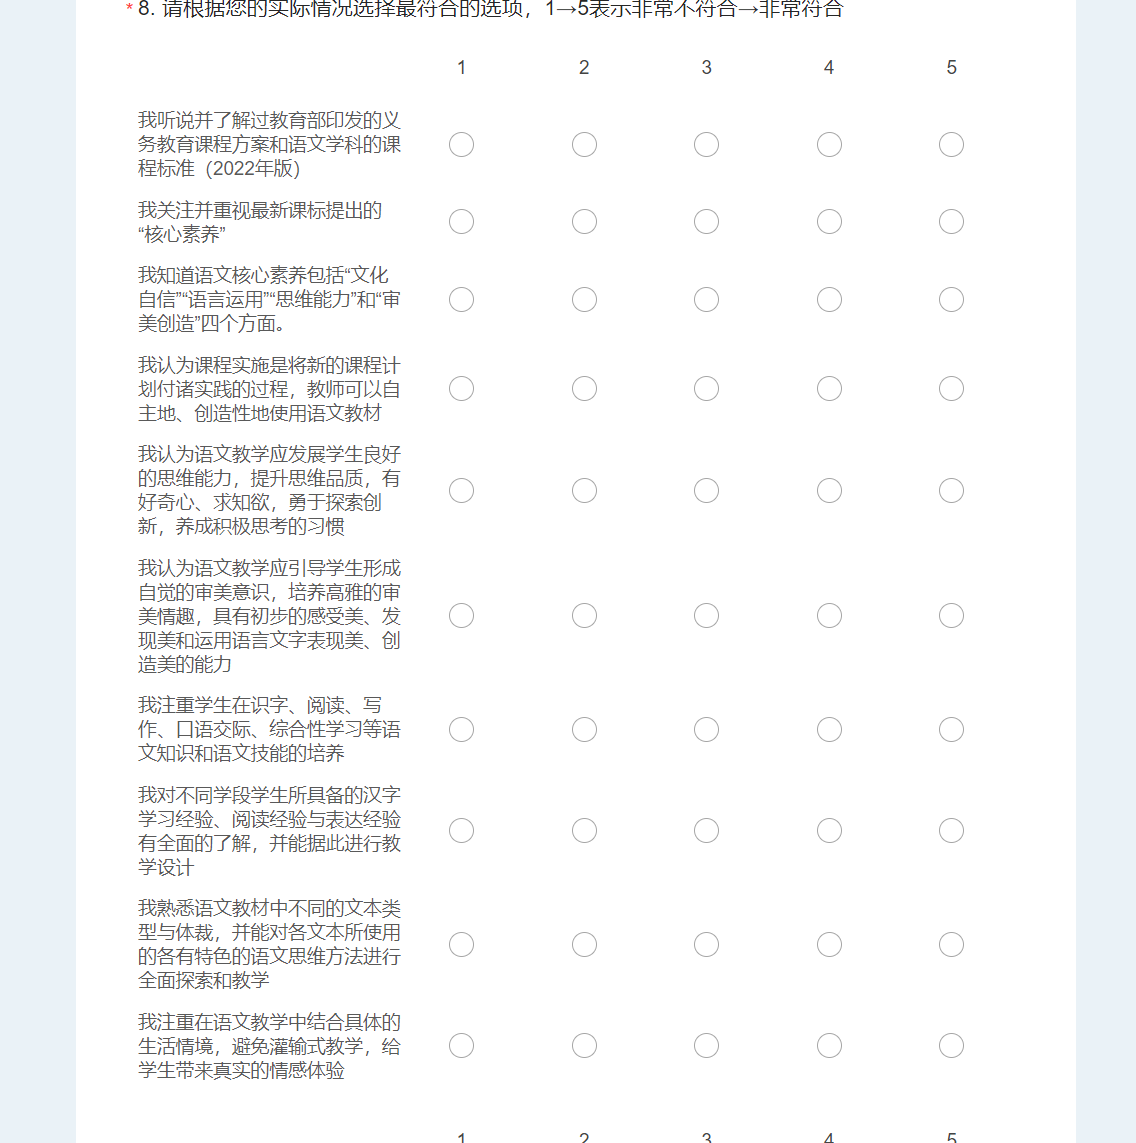 * 8. 请根据您的实际情况选择最符合的选项，1→5表示非常不符合→非常符合
1 2 3 4 5
我听说并了解过教育部印发的义
务教育课程方案和语文学科的课
程标准（2022年版）
我关注并重视最新课标提出的
“核心素养”
我知道语文核心素养包括“文化
自信”“语言运用”“思维能力”和“审
美创造”四个方面。
我认为课程实施是将新的课程计
划付诸实践的过程，教师可以自
主地、创造性地使用语文教材
我认为语文教学应发展学生良好
的思维能力，提升思维品质，有
好奇心、求知欲，勇于探索创
新，养成积极思考的习惯
我认为语文教学应引导学生形成
自觉的审美意识，培养高雅的审
美情趣，具有初步的感受美、发
现美和运用语言文字表现美、创
造美的能力
我注重学生在识字、阅读、写
作、口语交际、综合性学习等语
文知识和语文技能的培养
我对不同学段学生所具备的汉字
学习经验、阅读经验与表达经验
有全面的了解，并能据此进行教
学设计
我熟悉语文教材中不同的文本类
型与体裁，并能对各文本所使用
的各有特色的语文思维方法进行
全面探索和教学
我注重在语文教学中结合具体的
生活情境，避免灌输式教学，给
学生带来真实的情感体验
1 2 3 4 5